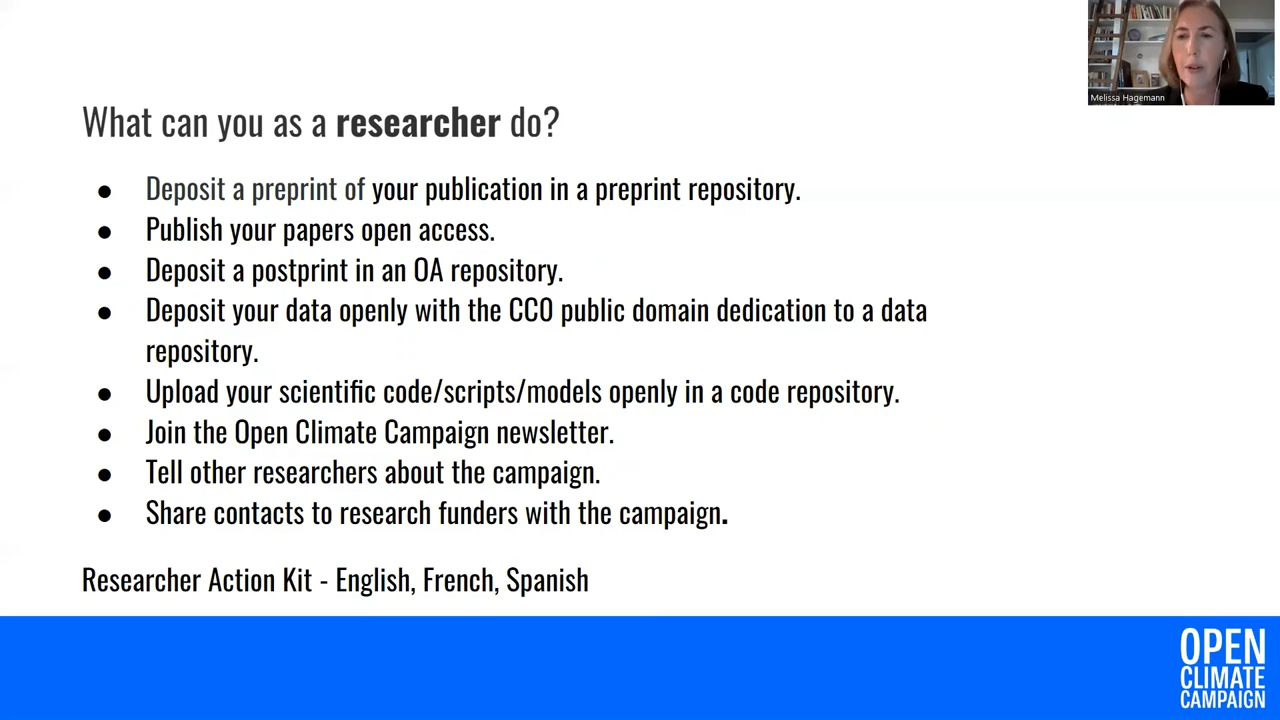 Melissa Hagemann
What can you as a researcher do?
● Deposit a preprint of your publication in a preprint repository.
● Publish your papers open access.
● Deposit a postprint in an OA repository.
● Deposit your data openly with the CC0 public domain dedication to a data
repository.
● Upload your scientific code/scripts/models openly in a code repository.
● Join the Open Climate Campaign newsletter.
● Tell other researchers about the campaign.
● Share contacts to research funders with the campaign.
Researcher Action Kit - English, French, Spanish
OPEN
CLIMATE
CAMPAIGN